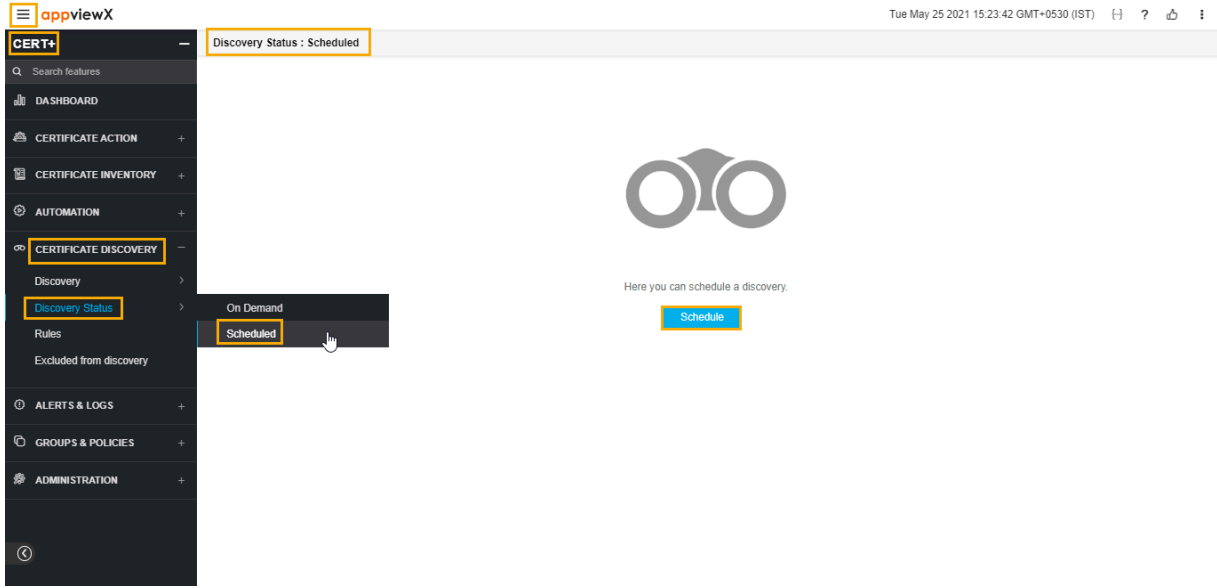 appviewX
Tue May 25 2021 15:23:42 GMT+0530 (IST)
?
CERT+
Discovery Status : Scheduled
Search features
DASHBOARD
CERTIFICATE ACTION +
CERTIFICATE INVENTORY +
AUTOMATION +
CERTIFICATE DISCOVERY −
Discovery
Discovery Status
On Demand
Scheduled
Rules
Excluded from discovery
ALERTS & LOGS +
GROUPS & POLICIES +
ADMINISTRATION +
Here you can schedule a discovery.
Schedule